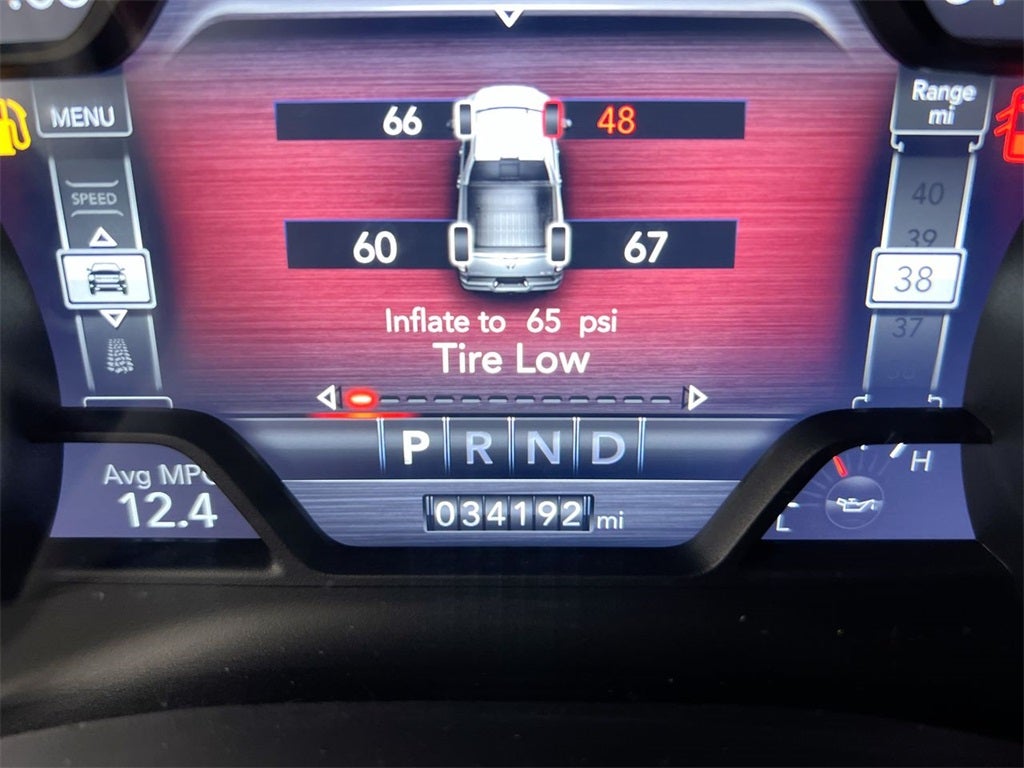 MENU
SPEED
66
48
60
67
Inflate to 65 psi
Tire Low
P R N D
034192 mi
Avg MPG
12.4
Range
mi
40
39
38
37
H
C